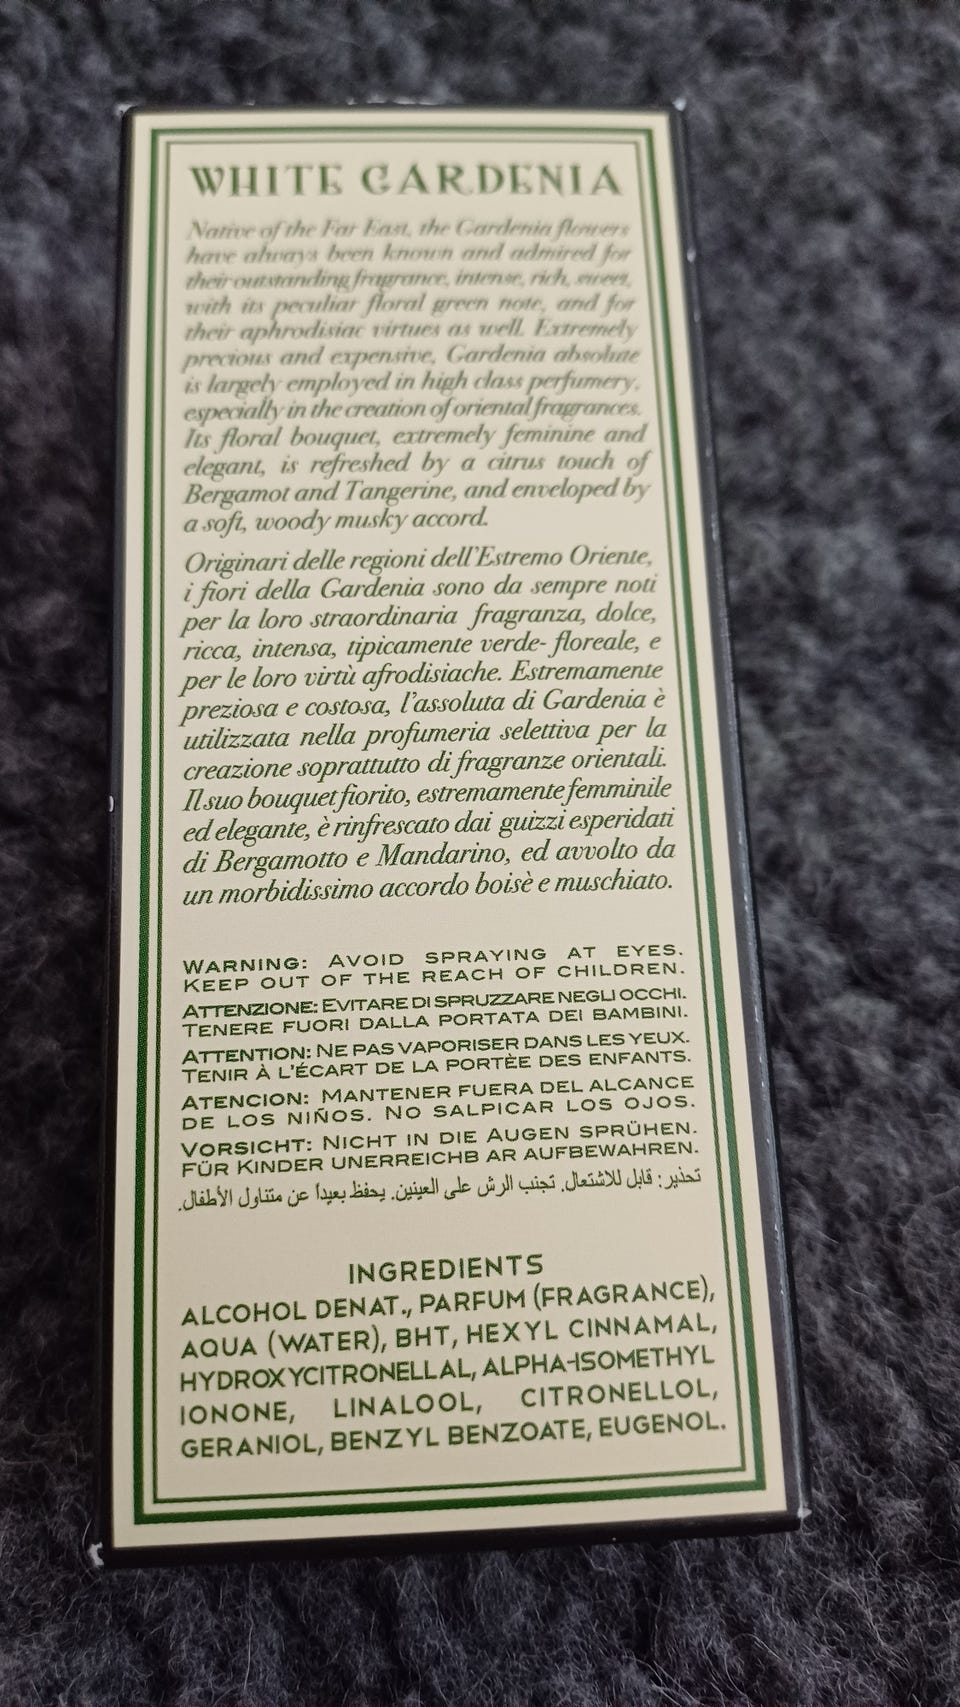 WHITE GARDENIA
Native of the Far East, the Gardenia flowers
have always been known and admired for
their outstanding fragrance, intense, rich, sweet,
with its peculiar floral green note, and for
their aphrodisiac virtues as well. Extremely
precious and expensive, Gardenia absolute
is largely employed in high class perfumery,
especially in the creation of oriental fragrances.
Its floral bouquet, extremely feminine and
elegant, is refreshed by a citrus touch of
Bergamot and Tangerine, and enveloped by
a soft, woody musky accord.
Originari delle regioni dell'Estremo Oriente,
i fiori della Gardenia sono da sempre noti
per la loro straordinaria fragranza, dolce,
ricca, intensa, tipicamente verde- floreale, e
per le loro virtù afrodisiache. Estremamente
preziosa e costosa, l'assoluta di Gardenia è
utilizzata nella profumeria selettiva per la
creazione soprattutto di fragranze orientali.
Il suo bouquet fiorito, estremamente femminile
ed elegante, è rinfrescato dai guizzi esperidati
di Bergamotto e Mandarino, ed avvolto da
un morbidissimo accordo boisè e muschiato.
WARNING: AVOID SPRAYING AT EYES.
KEEP OUT OF THE REACH OF CHILDREN.
ATTENZIONE: EVITARE DI SPRUZZARE NEGLI OCCHI.
TENERE FUORI DALLA PORTATA DEI BAMBINI.
ATTENTION: NE PAS VAPORISER DANS LES YEUX.
TENIR À L'ÉCART DE LA PORTÈE DES ENFANTS.
ATENCION: MANTENER FUERA DEL ALCANCE
DE LOS NIÑOS. NO SALPICAR LOS OJOS.
VORSICHT: NICHT IN DIE AUGEN SPRÜHEN.
FÜR KINDER UNERREICHB AR AUFBEWAHREN.
تحذير: قابل للاشتعال. تجنب الرش على العينين. يحفظ بعيداً عن متناول الأطفال.
INGREDIENTS
ALCOHOL DENAT., PARFUM (FRAGRANCE),
AQUA (WATER), BHT, HEXYL CINNAMAL,
HYDROXYCITRONELLAL, ALPHA-ISOMETHYL
IONONE, LINALOOL, CITRONELLOL,
GERANIOL, BENZYL BENZOATE, EUGENOL.